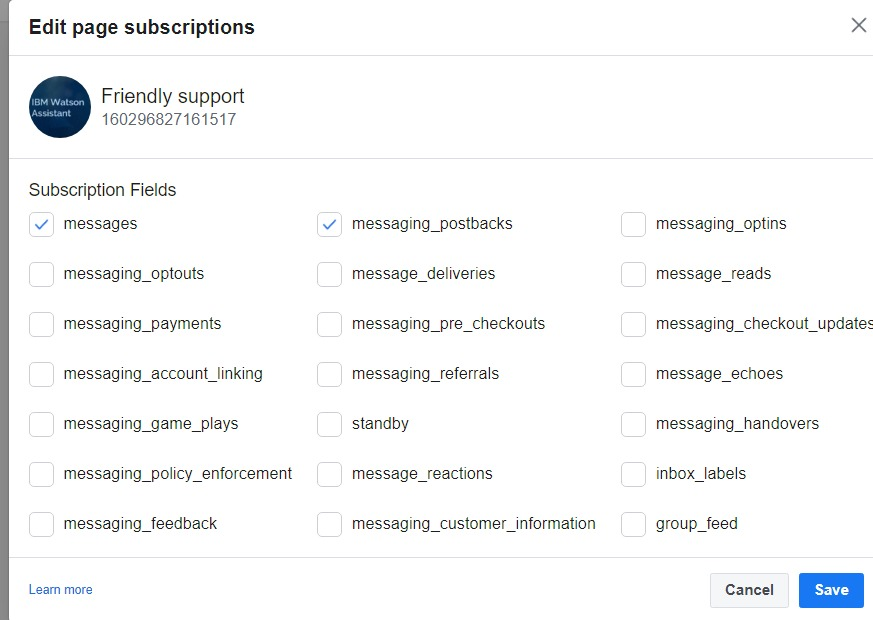 Edit page subscriptions
IBM Watson
Assistant
Friendly support
160296827161517
Subscription Fields
messages messaging_postbacks messaging_optins
messaging_optouts message_deliveries message_reads
messaging_payments messaging_pre_checkouts messaging_checkout_updates
messaging_account_linking messaging_referrals message_echoes
messaging_game_plays standby messaging_handovers
messaging_policy_enforcement message_reactions inbox_labels
messaging_feedback messaging_customer_information group_feed
Learn more Cancel Save